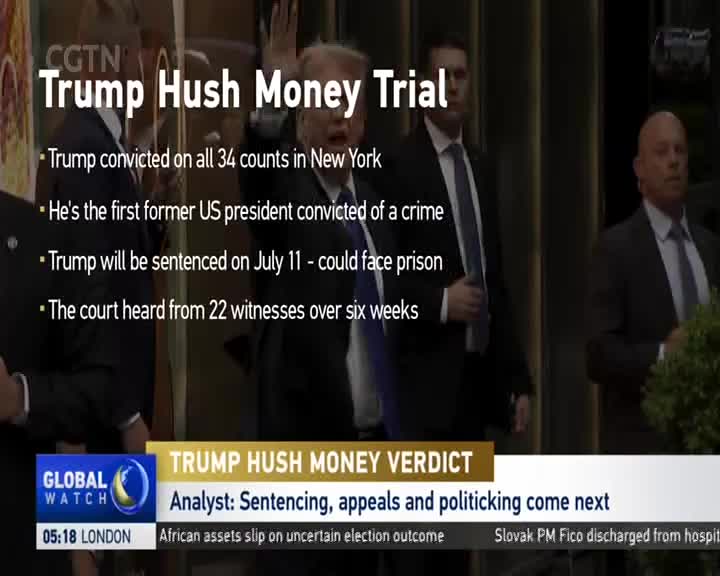 CGTN
Trump Hush Money Trial
Trump convicted on all 34 counts in New York
He's the first former US president convicted of a crime
Trump will be sentenced on July 11 - could face prison
The court heard from 22 witnesses over six weeks
TRUMP HUSH MONEY VERDICT
GLOBAL
WATCH
Analyst: Sentencing, appeals and politicking come next
05:18 LONDON
African assets slip on uncertain election outcome Slovak PM Fico discharged from hospit